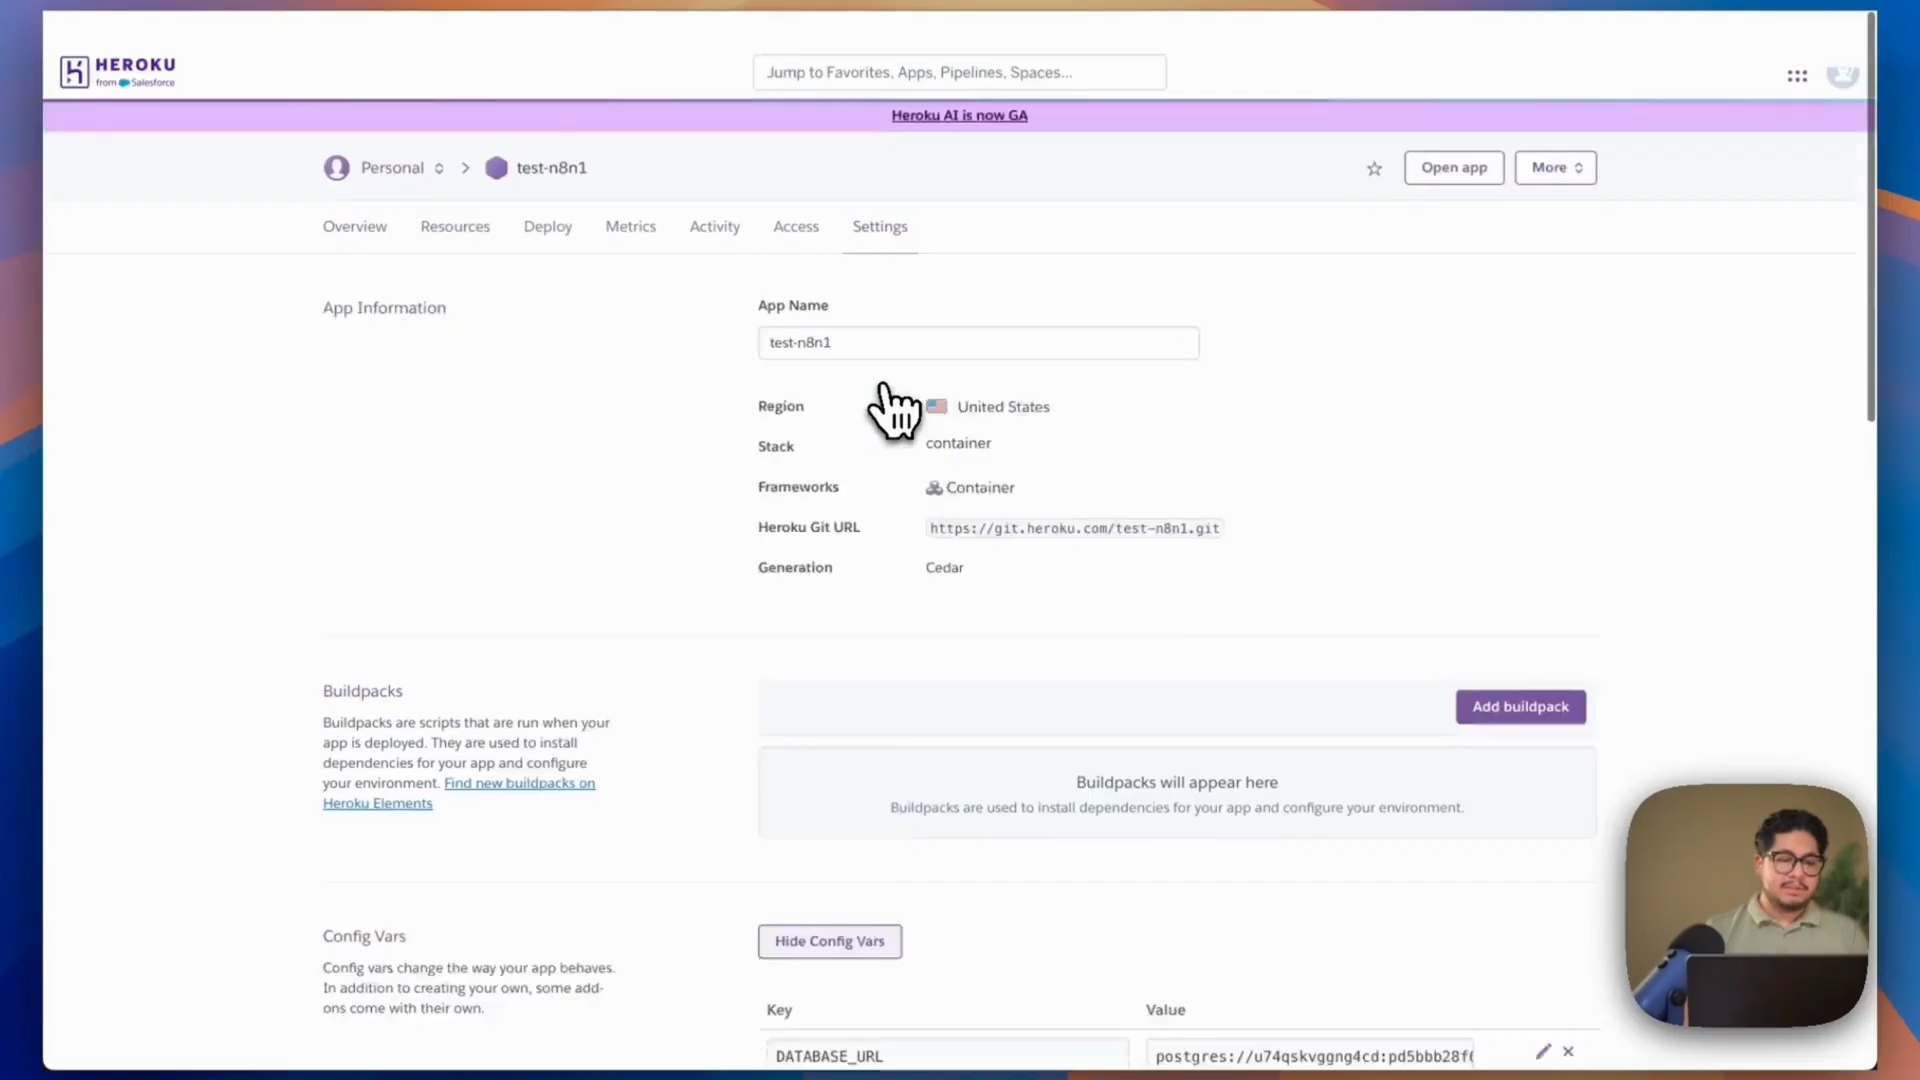 HEROKU
from Salesforce
Jump to Favorites, Apps, Pipelines, Spaces...
Heroku AI is now GA
Personal
test-n8n1
Open app
More
Overview
Resources
Deploy
Metrics
Activity
Access
Settings
App Information
App Name
test-n8n1
Region
United States
Stack
container
Frameworks
Container
Heroku Git URL
https://git.heroku.com/test-n8n1.git
Generation
Cedar
Buildpacks
Buildpacks are scripts that are run when your
app is deployed. They are used to install
dependencies for your app and configure
your environment. Find new buildpacks on
Heroku Elements
Add buildpack
Buildpacks will appear here
Buildpacks are used to install dependencies for your app and configure your environment.
Config Vars
Config vars change the way your app behaves.
In addition to creating your own, some add-
ons come with their own.
Hide Config Vars
Key
Value
DATABASE_URL
postgres://u74qskvggng4cd:pd5bbb28f